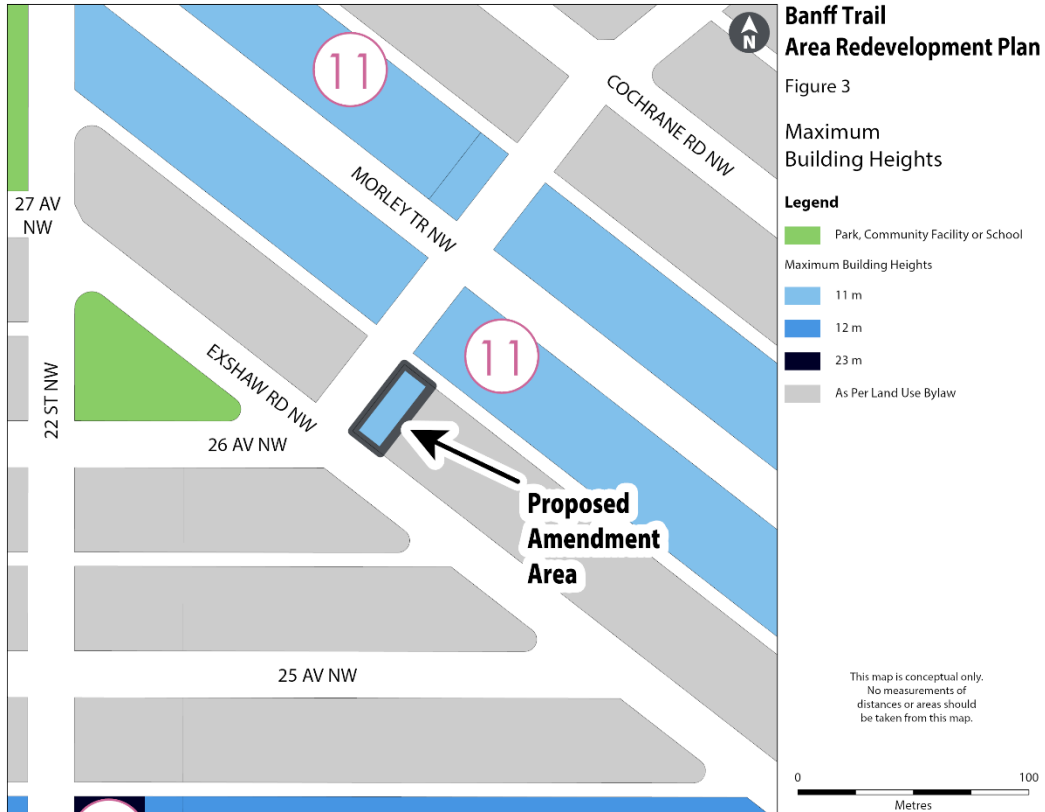 Banff Trail
Area Redevelopment Plan
Figure 3
Maximum
Building Heights
Legend
Park, Community Facility or School
Maximum Building Heights
11 m
12 m
23 m
As Per Land Use Bylaw
This map is conceptual only.
No measurements of
distances or areas should
be taken from this map.
0 100
Metres
N
11
COCHRANE RD NW
MORLEY TR NW
27 AV
NW
11
EXSHAW RD NW
22 ST NW
26 AV NW
Proposed
Amendment
Area
25 AV NW